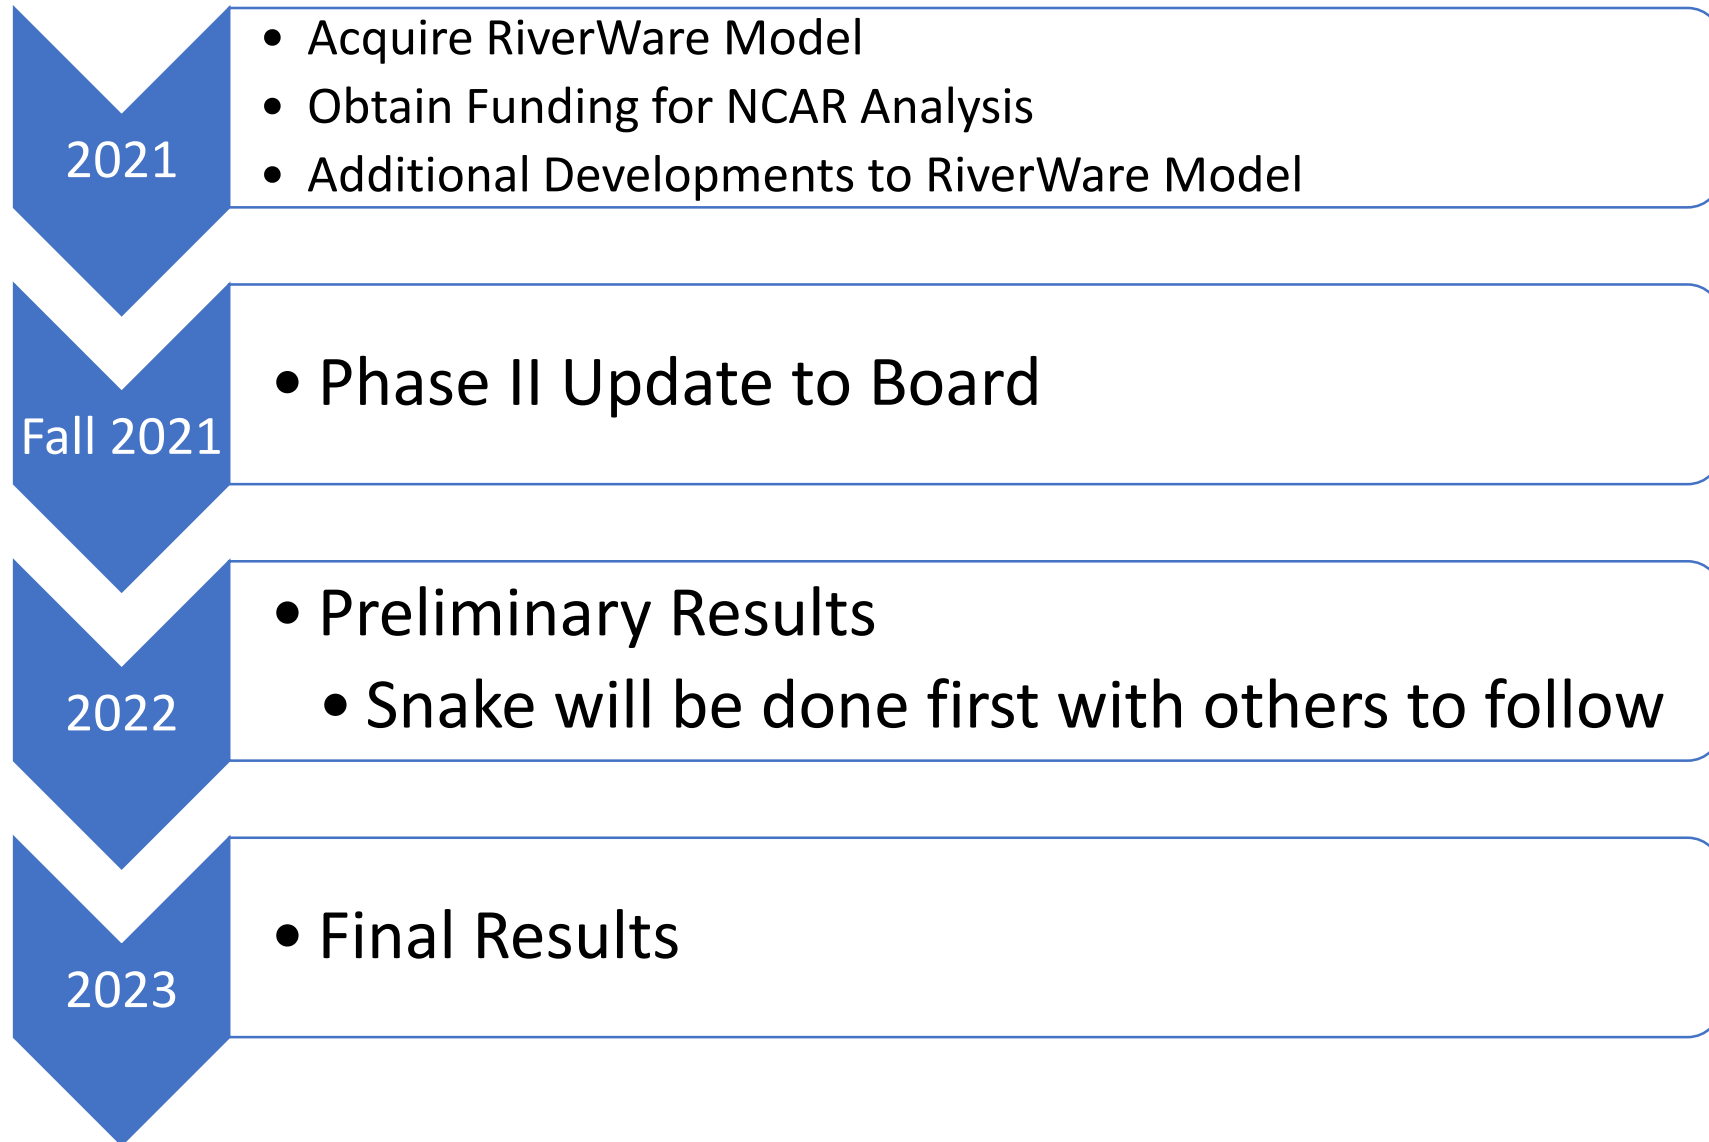 2021
• Acquire RiverWare Model
• Obtain Funding for NCAR Analysis
• Additional Developments to RiverWare Model
Fall 2021
• Phase II Update to Board
2022
• Preliminary Results
• Snake will be done first with others to follow
2023
• Final Results